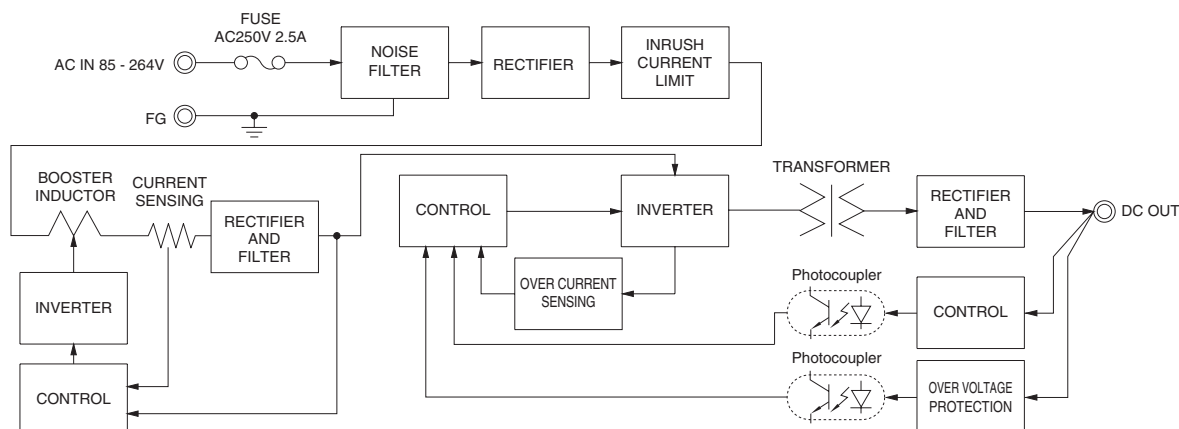 FUSE
AC250V 2.5A
AC IN 85 - 264V
NOISE
FILTER
RECTIFIER
INRUSH
CURRENT
LIMIT
FG
BOOSTER
INDUCTOR
CURRENT
SENSING
RECTIFIER
AND
FILTER
CONTROL
INVERTER
TRANSFORMER
RECTIFIER
AND
FILTER
DC OUT
OVER CURRENT
SENSING
INVERTER
CONTROL
Photocoupler
CONTROL
Photocoupler
OVER VOLTAGE
PROTECTION